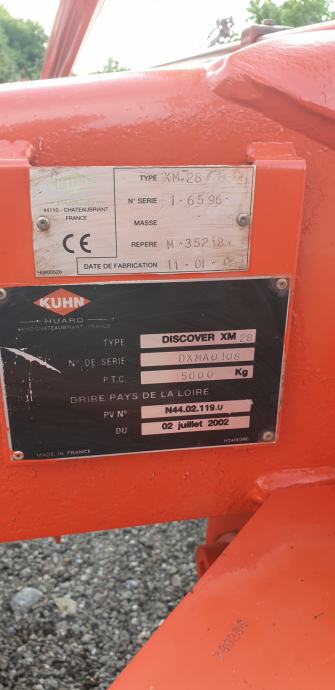 TYPE XM-28/
44110 - CHATEAUBRIANT
FRANCE
N° SERIE 1-6596-
MASSE
CE
REPERE M-35218-
DATE DE FABRICATION 11-01-
KUHN
HUARD
44142 CHATEAUBRIANT, FRANCE
TYPE DISCOVER XM 28
N° DE SERIE DXMA0108
P.T.C. 5000 Kg
DRIRE PAYS DE LA LOIRE
PV N° N44.02.119.0
DU 02 juillet 2002
MADE IN FRANCE